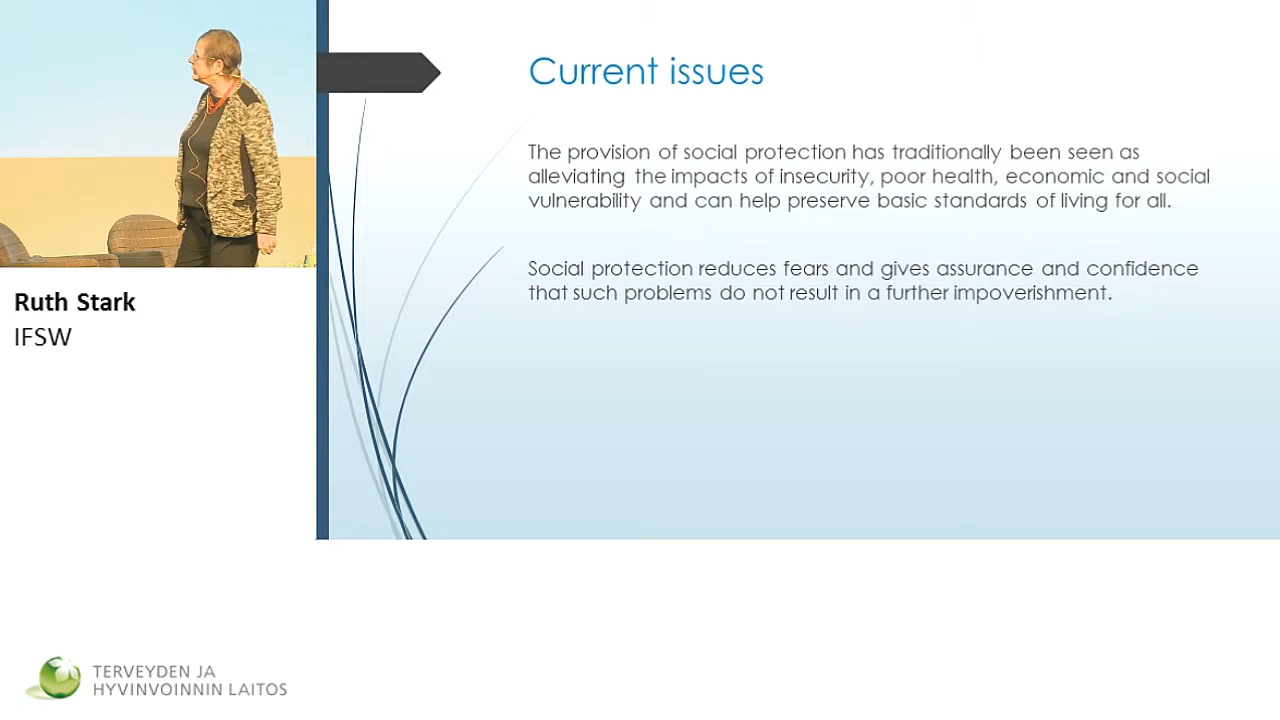 Current issues
The provision of social protection has traditionally been seen as
alleviating the impacts of insecurity, poor health, economic and social
vulnerability and can help preserve basic standards of living for all.
Social protection reduces fears and gives assurance and confidence
that such problems do not result in a further impoverishment.
Ruth Stark
IFSW
TERVEYDEN JA
HYVINVOINNIN LAITOS